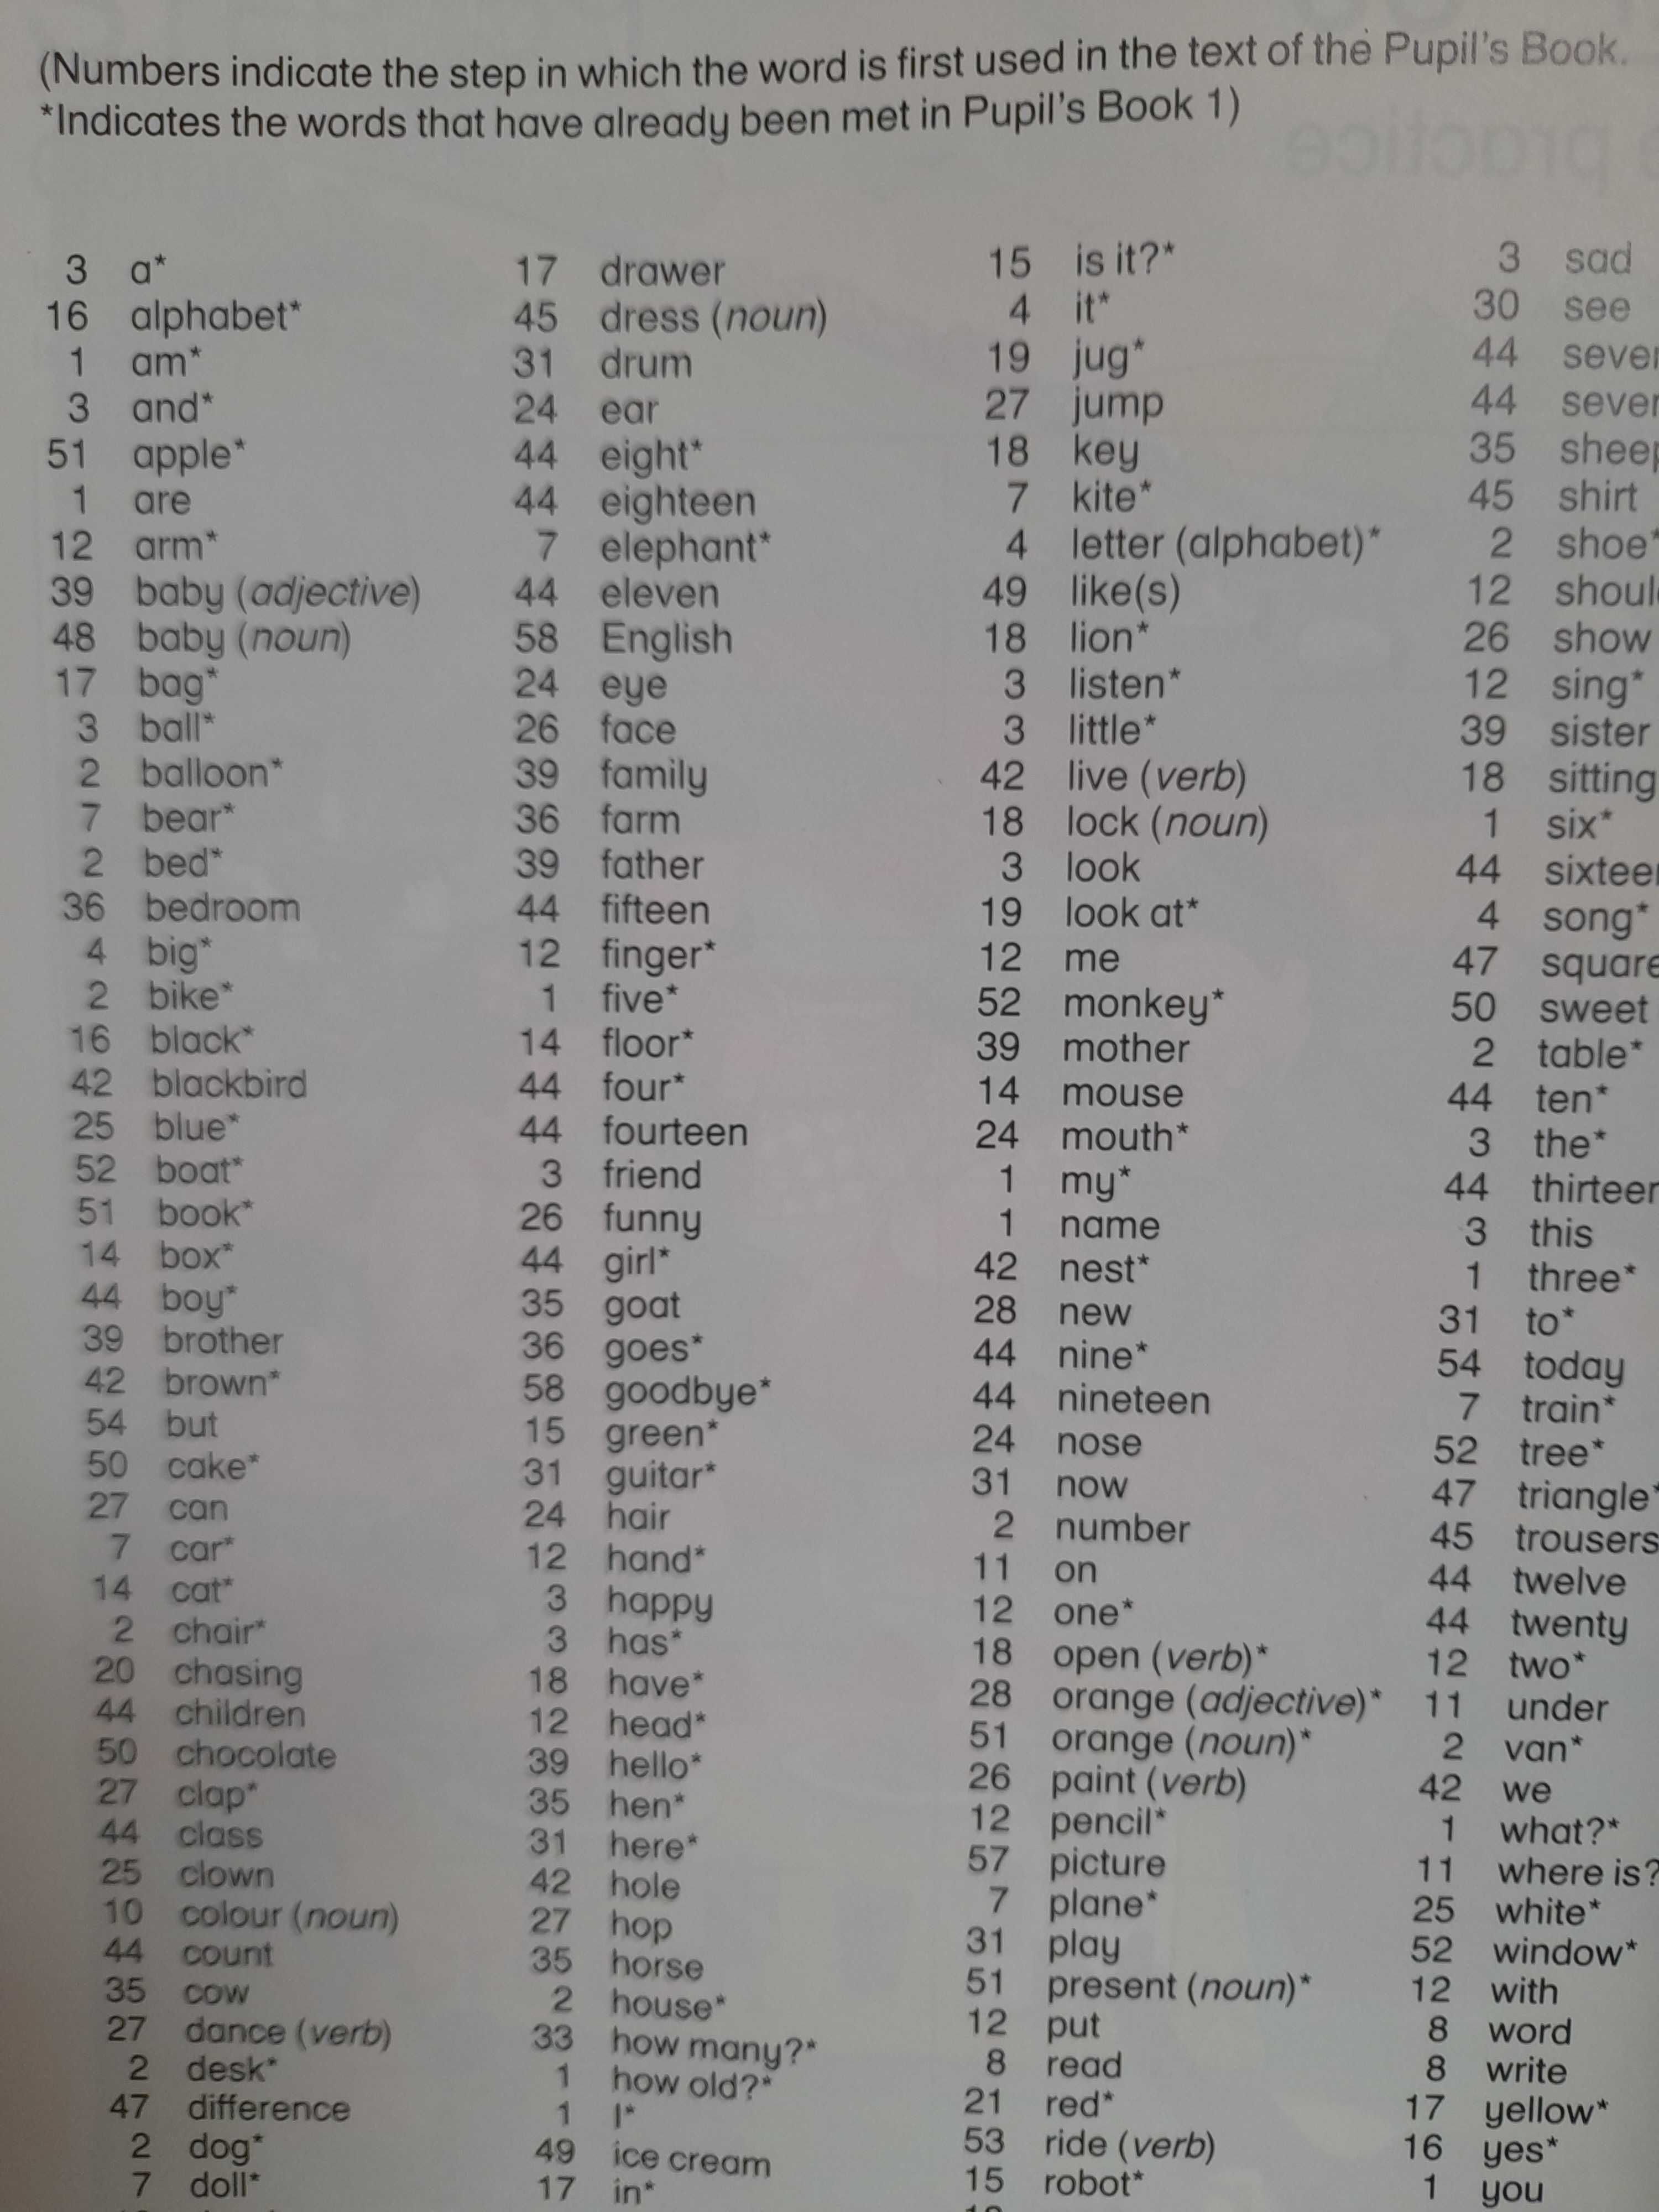 (Numbers indicate the step in which the word is first used in the text of the Pupil's Book.
*Indicates the words that have already been met in Pupil's Book 1)
practice
3 a*
16 alphabet*
1 am*
3 and*
51 apple*
1 are
12 arm*
39 baby (adjective)
48 baby (noun)
17 bag*
3 ball*
2 balloon*
7 bear*
2 bed*
36 bedroom
4 big*
2 bike*
16 black*
42 blackbird
25 blue*
52 boat*
51 book*
14 box*
44 boy*
39 brother
42 brown*
54 but
50 cake*
27 can
7 car*
14 cat*
2 chair*
20 chasing
44 children
50 chocolate
27 clap*
44 class
25 clown
10 colour (noun)
44 count
35 cow
27 dance (verb)
2 desk*
47 difference
2 dog*
7 doll*
17 drawer
45 dress (noun)
31 drum
24 ear
44 eight*
44 eighteen
7 elephant*
44 eleven
58 English
24 eye
26 face
39 family
36 farm
39 father
44 fifteen
12 finger*
1 five*
14 floor*
44 four*
44 fourteen
3 friend
26 funny
44 girl*
35 goat
36 goes*
58 goodbye*
15 green*
31 guitar*
24 hair
12 hand*
3 happy
3 has*
18 have*
12 head*
39 hello*
35 hen*
31 here*
42 hole
27 hop
35 horse
2 house*
33 how many?*
1 how old?*
1 I*
49 ice cream
17 in*
15 is it?*
4 it*
19 jug*
27 jump
18 key
7 kite*
4 letter (alphabet)*
49 like(s)
18 lion*
3 listen*
3 little*
42 live (verb)
18 lock (noun)
3 look
19 look at*
12 me
52 monkey*
39 mother
14 mouse
24 mouth*
1 my*
1 name
42 nest*
28 new
44 nine*
44 nineteen
24 nose
31 now
2 number
11 on
12 one*
18 open (verb)*
28 orange (adjective)*
51 orange (noun)*
26 paint (verb)
12 pencil*
57 picture
7 plane*
31 play
51 present (noun)*
12 put
8 read
21 red*
53 ride (verb)
15 robot*
3 sad
30 see
44
44
35
45 shirt
2 shoe*
12
26 show
12 sing*
39 sister
18 sitting
1 six*
44
4 song*
47 square
50 sweet
2 table*
44 ten*
3 the*
44
3 this
1 three*
31 to*
54 today
7 train*
52 tree*
47 triangle*
45 trousers
44 twelve
44 twenty
12 two*
11 under
2 van*
42 we
1 what?*
11 where is?
25 white*
52 window*
12 with
8 word
8 write
17 yellow*
16 yes*
1 you